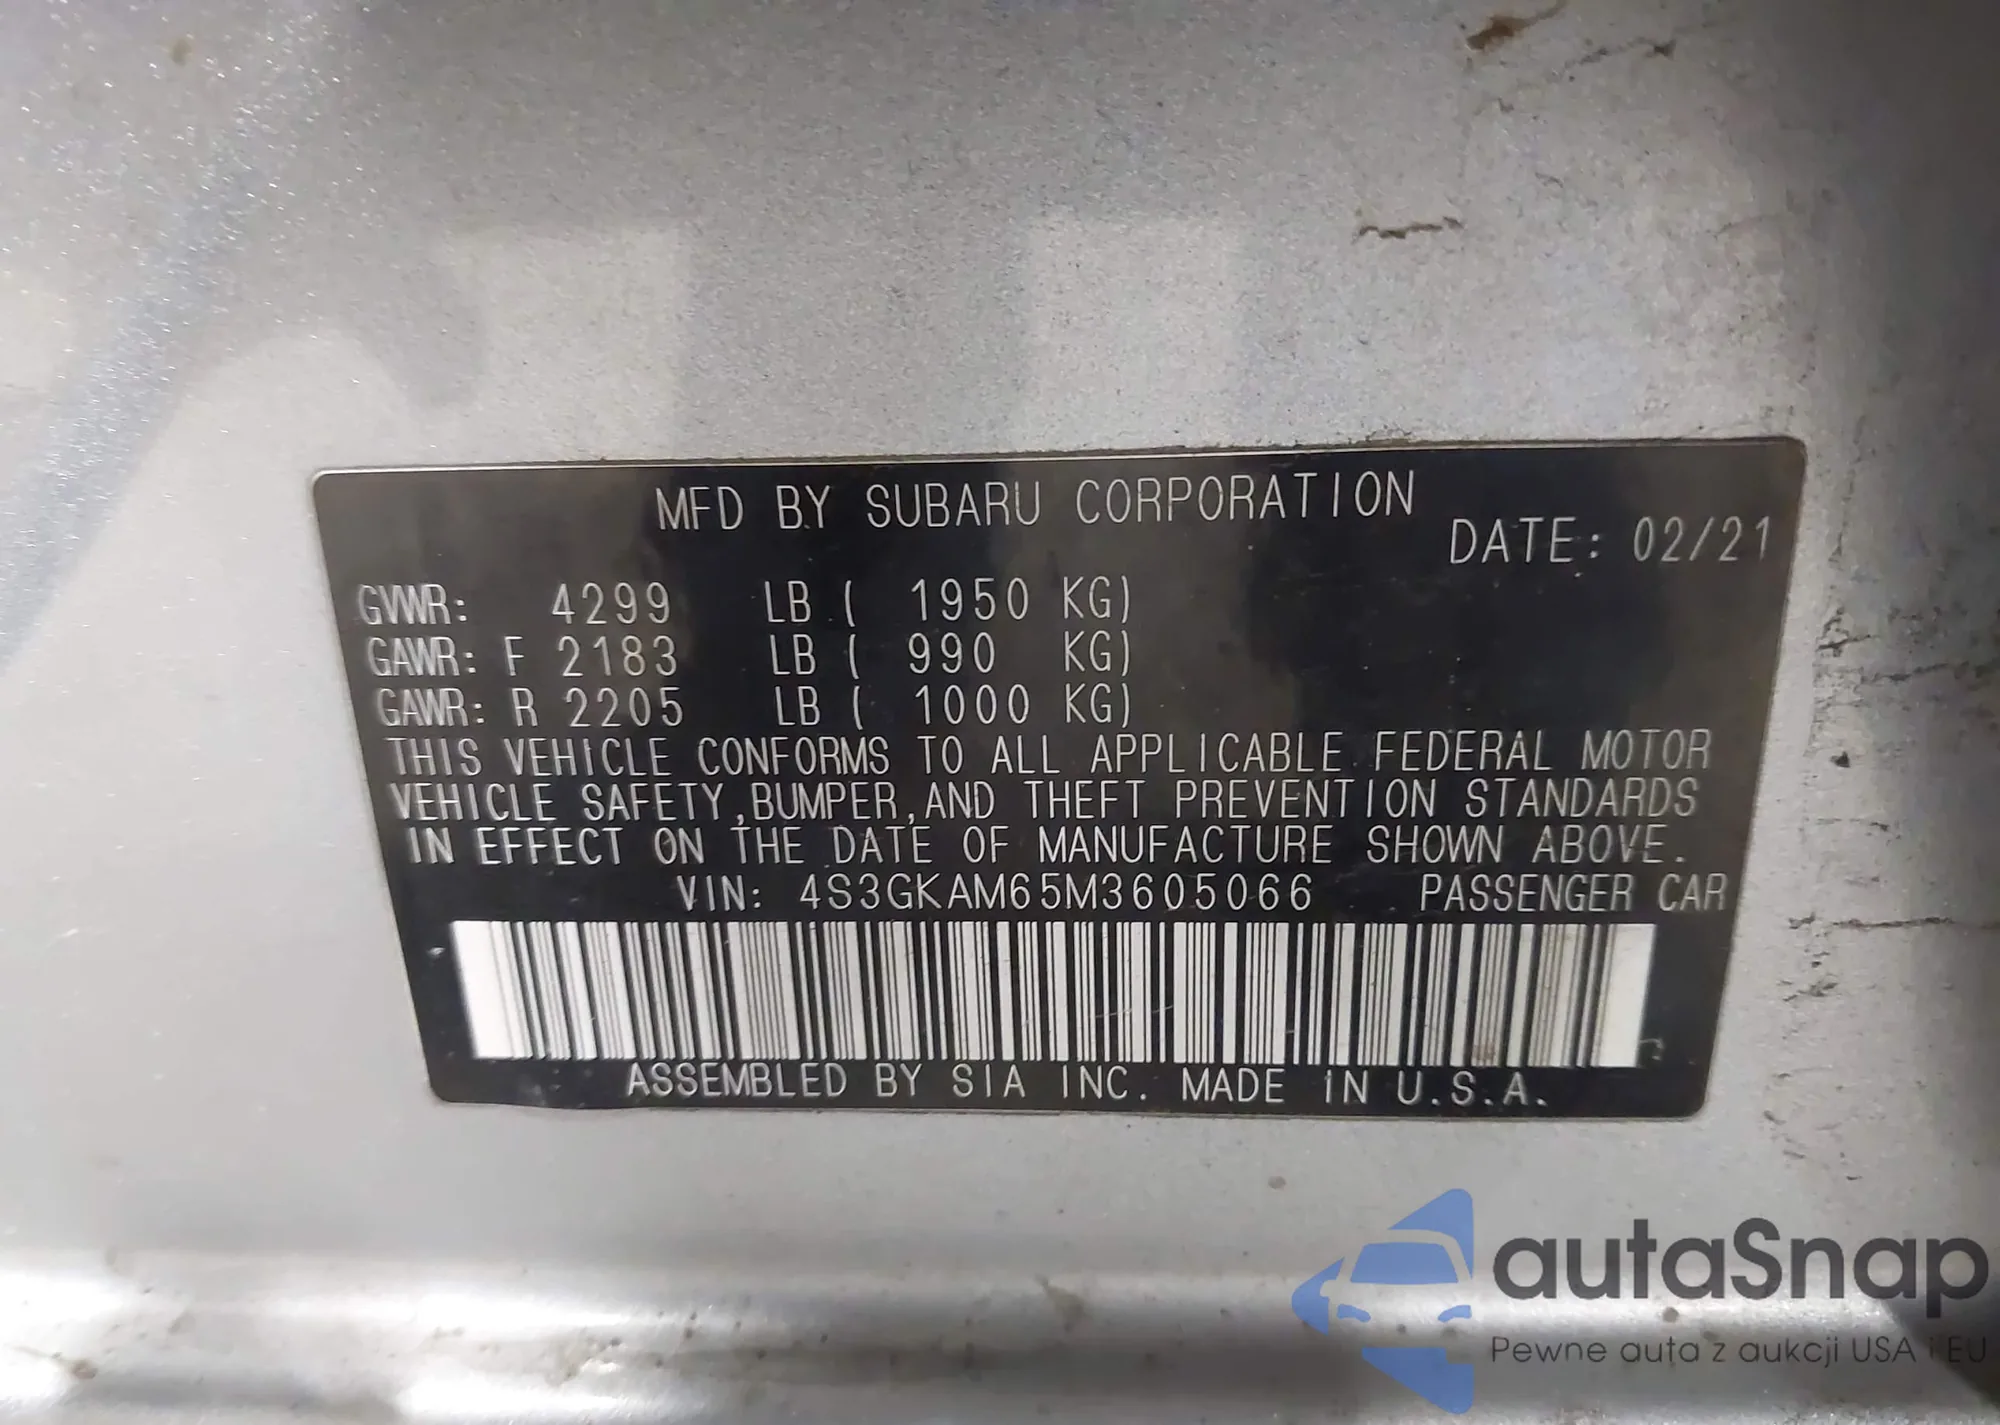 MFD BY SUBARU CORPORATION
DATE: 02/21
GVWR: 4299 LB ( 1950 KG)
GAWR: F 2183 LB ( 990 KG)
GAWR: R 2205 LB ( 1000 KG)
THIS VEHICLE CONFORMS TO ALL APPLICABLE FEDERAL MOTOR
VEHICLE SAFETY,BUMPER,AND THEFT PREVENTION STANDARDS
IN EFFECT ON THE DATE OF MANUFACTURE SHOWN ABOVE.
VIN: 4S3GKAM65M3605066 PASSENGER CAR
ASSEMBLED BY SIA INC. MADE IN U.S.A.
autaSnap
Pewne auta z aukcji USA i EU